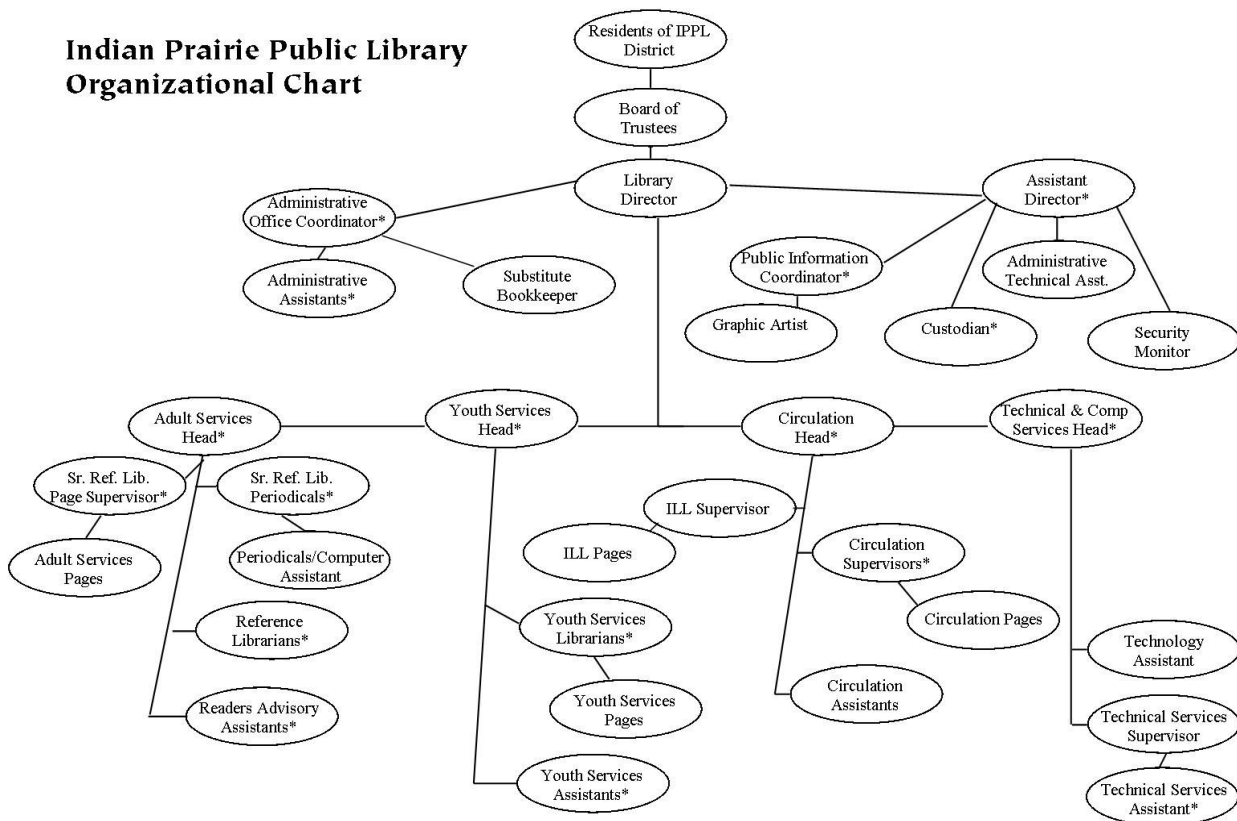 Indian Prairie Public Library
Organizational Chart
Residents of IPPL
District
Board of
Trustees
Library
Director
Administrative
Office Coordinator*
Assistant
Director*
Administrative
Assistants*
Substitute
Bookkeeper
Public Information
Coordinator*
Administrative
Technical Asst.
Graphic Artist
Custodian*
Security
Monitor
Adult Services
Head*
Youth Services
Head*
Circulation
Head*
Technical & Comp
Services Head*
Sr. Ref. Lib.
Page Supervisor*
Sr. Ref. Lib.
Periodicals*
Adult Services
Pages
Periodicals/Computer
Assistant
Reference
Librarians*
Readers Advisory
Assistants*
Youth Services
Librarians*
Youth Services
Pages
Youth Services
Assistants*
ILL Supervisor
ILL Pages
Circulation
Supervisors*
Circulation Pages
Circulation
Assistants
Technology
Assistant
Technical Services
Supervisor
Technical Services
Assistant*